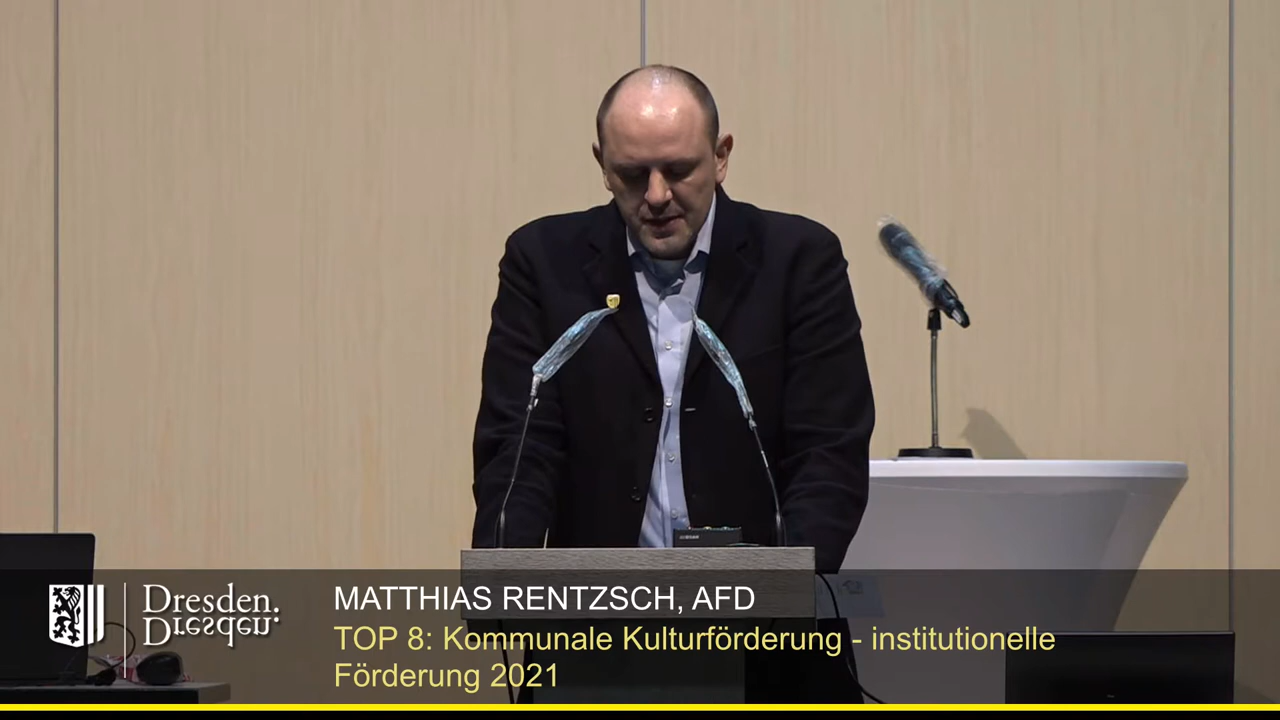 Dresden.
Dresden.
MATTHIAS RENTZSCH, AFD
TOP 8: Kommunale Kulturförderung - institutionelle
Förderung 2021